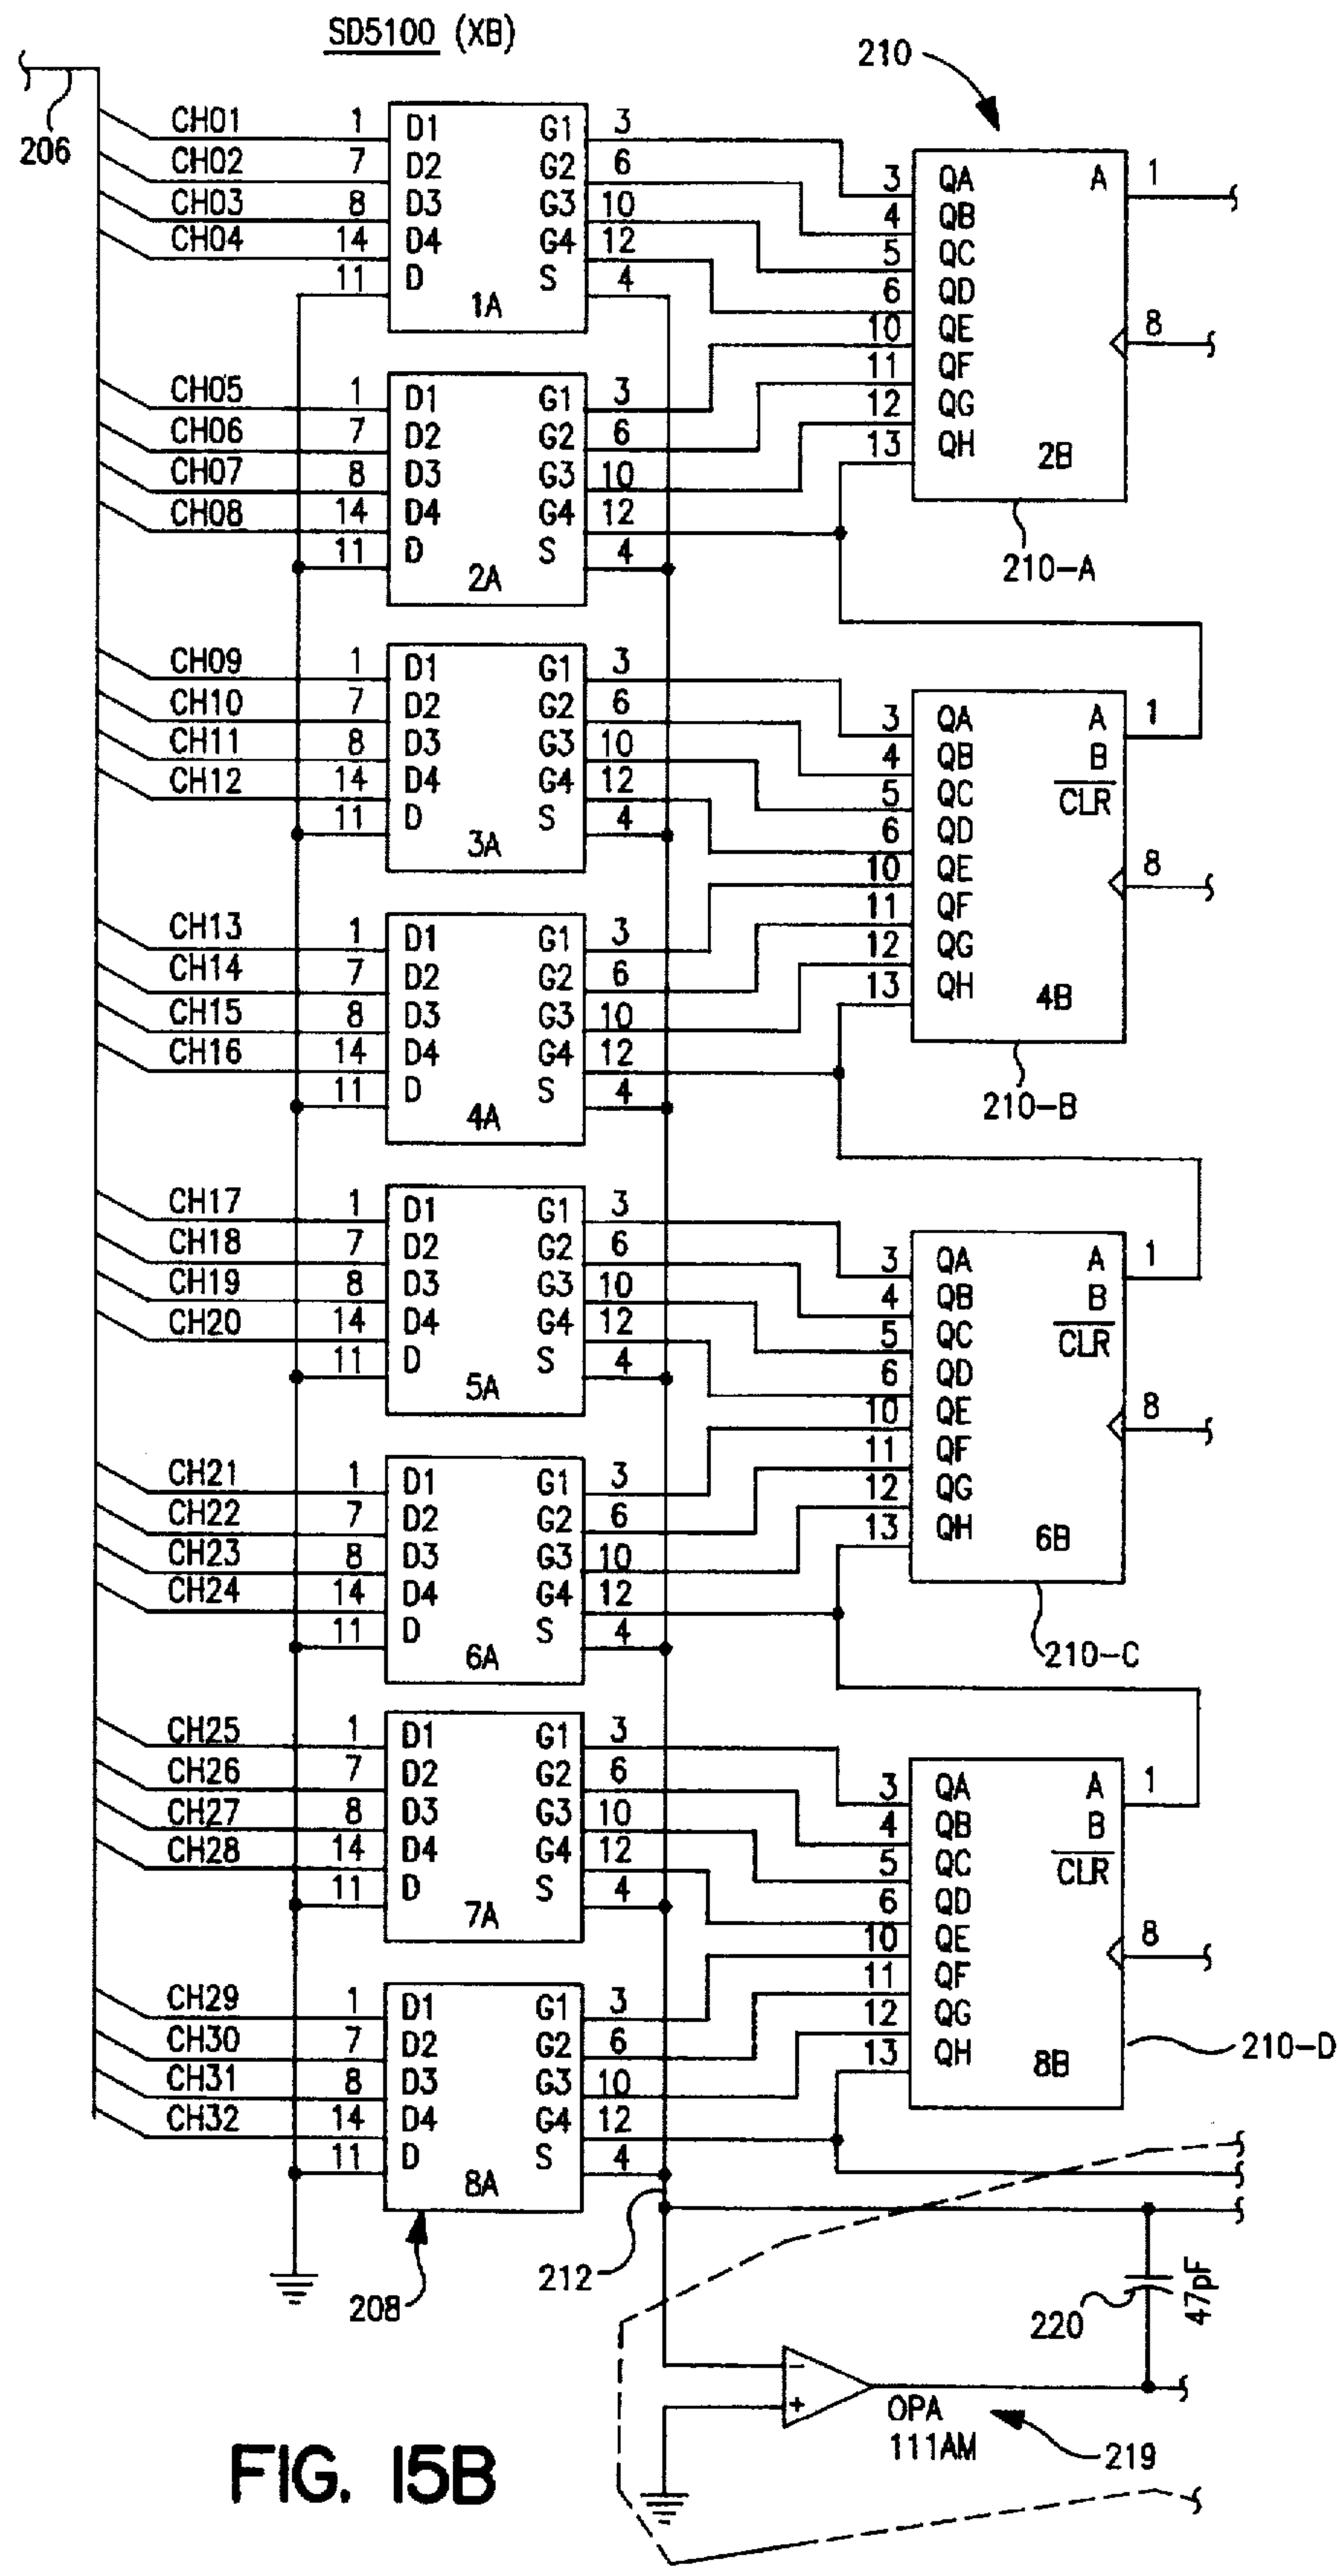 SD5100 (XB)
206
210
CH01 1 D1 G1 3
CH02 7 D2 G2 6
CH03 8 D3 G3 10
CH04 14 D4 G4 12
11 D S 4
1A
3 QA A 1
4 QB
5 QC
6 QD
10 QE 8
11 QF
12 QG
13 QH
2B
210-A
CH05 1 D1 G1 3
CH06 7 D2 G2 6
CH07 8 D3 G3 10
CH08 14 D4 G4 12
11 D S 4
2A
CH09 1 D1 G1 3
CH10 7 D2 G2 6
CH11 8 D3 G3 10
CH12 14 D4 G4 12
11 D S 4
3A
3 QA A 1
4 QB B
5 QC CLR
6 QD
10 QE 8
11 QF
12 QG
13 QH
4B
210-B
CH13 1 D1 G1 3
CH14 7 D2 G2 6
CH15 8 D3 G3 10
CH16 14 D4 G4 12
11 D S 4
4A
CH17 1 D1 G1 3
CH18 7 D2 G2 6
CH19 8 D3 G3 10
CH20 14 D4 G4 12
11 D S 4
5A
3 QA A 1
4 QB B
5 QC CLR
6 QD
10 QE 8
11 QF
12 QG
13 QH
6B
210-C
CH21 1 D1 G1 3
CH22 7 D2 G2 6
CH23 8 D3 G3 10
CH24 14 D4 G4 12
11 D S 4
6A
CH25 1 D1 G1 3
CH26 7 D2 G2 6
CH27 8 D3 G3 10
CH28 14 D4 G4 12
11 D S 4
7A
3 QA A 1
4 QB B
5 QC CLR
6 QD
10 QE 8
11 QF
12 QG
13 QH
8B
210-D
CH29 1 D1 G1 3
CH30 7 D2 G2 6
CH31 8 D3 G3 10
CH32 14 D4 G4 12
11 D S 4
8A
208
212
220
47pF
- 
+
OPA
111AM
219
FIG. 15B